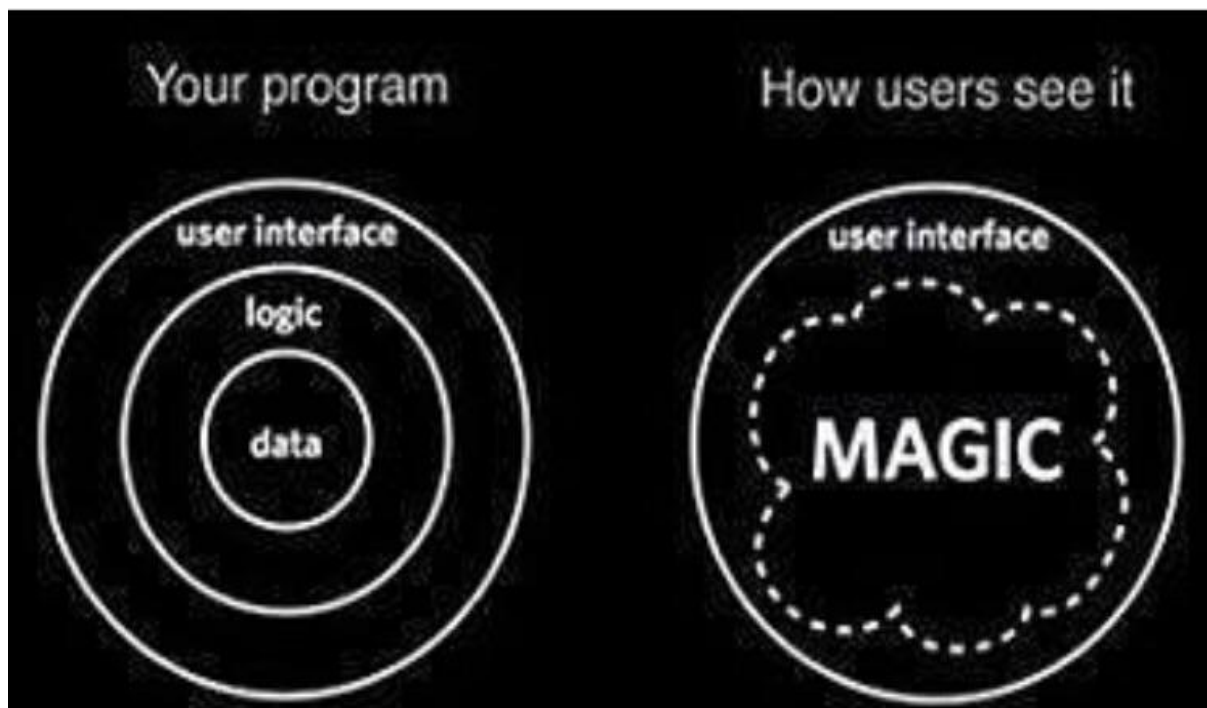 Your program
user interface
logic
data
How users see it
user interface
MAGIC